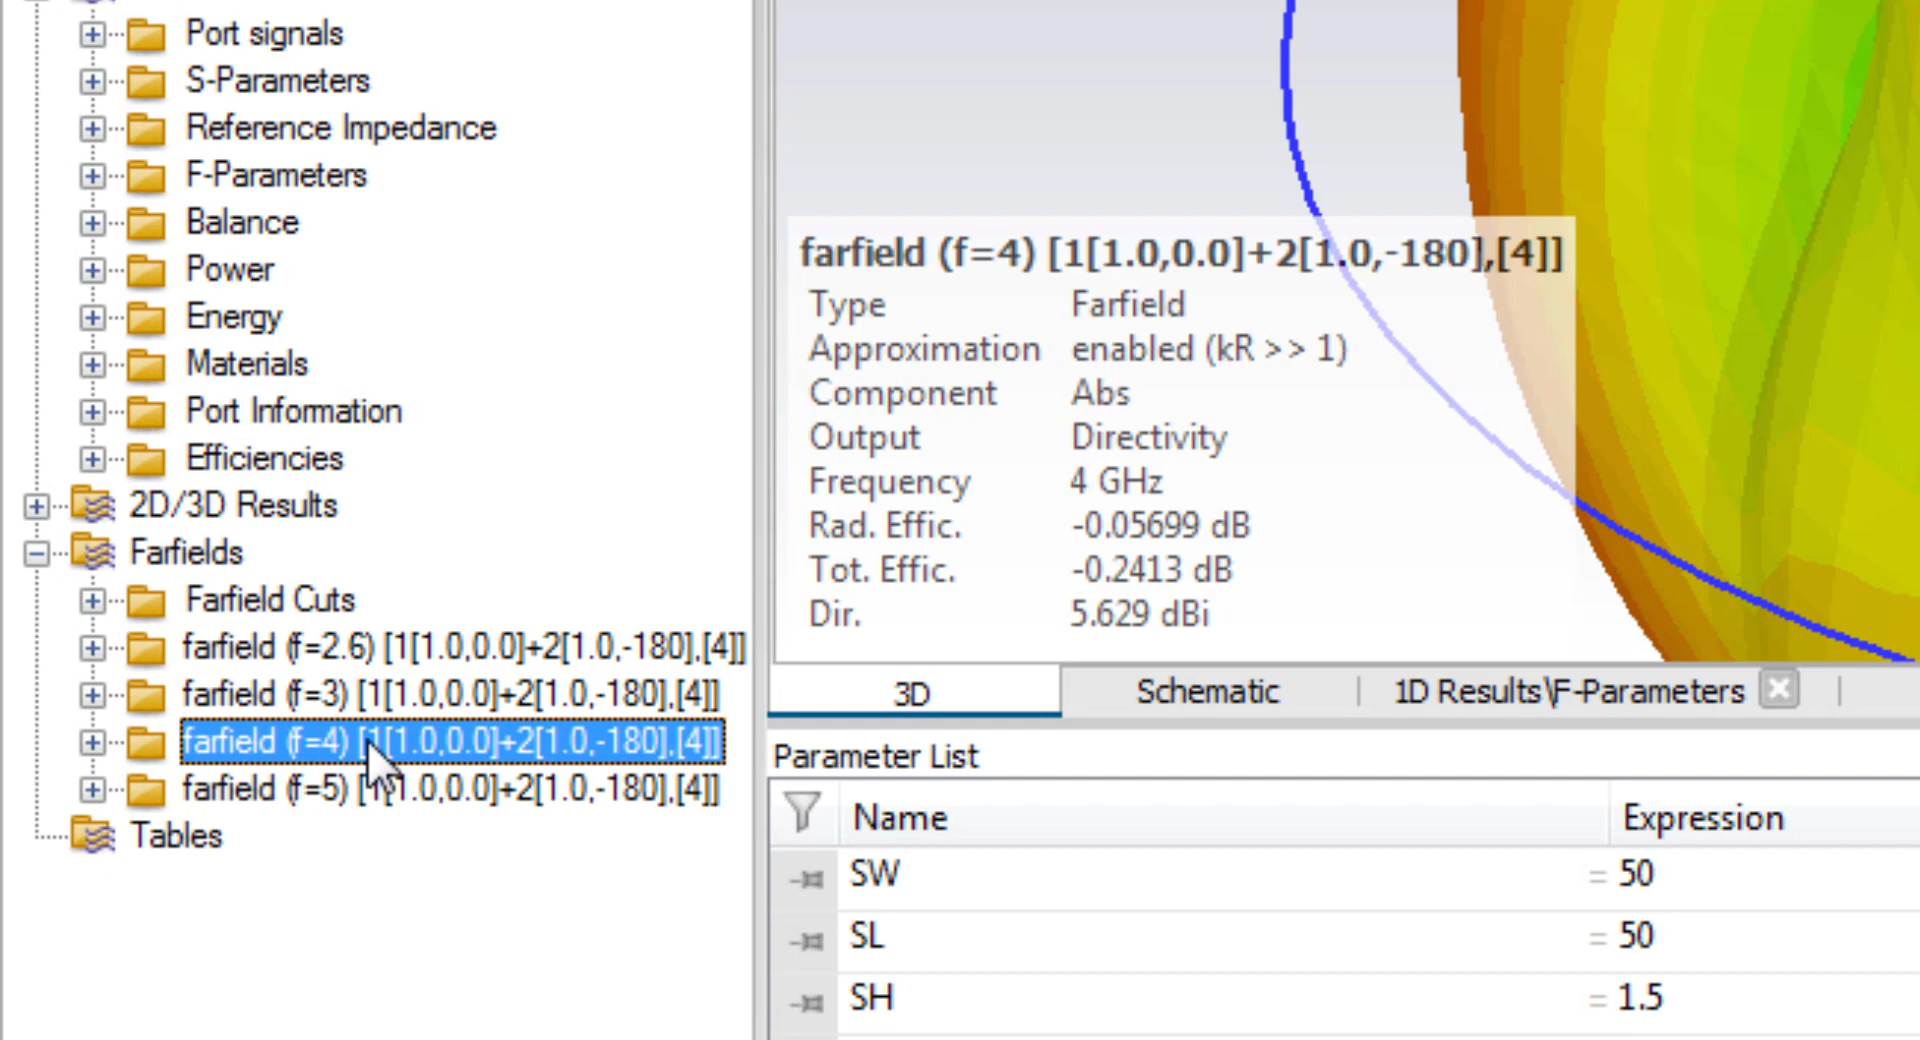 Port signals
S-Parameters
Reference Impedance
F-Parameters
Balance
Power
Energy
Materials
Port Information
Efficiencies
2D/3D Results
Farfields
Farfield Cuts
farfield (f=2.6) [1[1.0,0.0]+2[1.0,-180],[4]]
farfield (f=3) [1[1.0,0.0]+2[1.0,-180],[4]]
farfield (f=4) [1[1.0,0.0]+2[1.0,-180],[4]]
farfield (f=5) [1[1.0,0.0]+2[1.0,-180],[4]]
Tables
farfield (f=4) [1[1.0,0.0]+2[1.0,-180],[4]]
Type Farfield
Approximation enabled (kR >> 1)
Component Abs
Output Directivity
Frequency 4 GHz
Rad. Effic. -0.05699 dB
Tot. Effic. -0.2413 dB
Dir. 5.629 dBi
3D Schematic 1D Results\F-Parameters
Parameter List
Name Expression
SW = 50
SL = 50
SH = 1.5